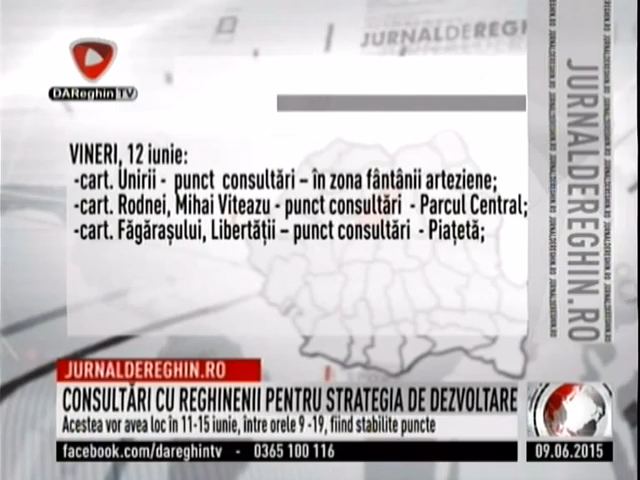 JURNALDEREGHI
DAReghin TV
VINERI, 12 iunie:
-cart. Unirii - punct consultări – în zona fântânii arteziene;
-cart. Rodnei, Mihai Viteazu - punct consultări - Parcul Central;
-cart. Făgărașului, Libertății – punct consultări - Piațetă;
JURNALDEREGHIN.RO
JURNALDEREGHIN.RO
CONSULTĂRI CU REGHINENII PENTRU STRATEGIA DE DEZVOLTARE
Acestea vor avea loc în 11-15 iunie, între orele 9 -19, fiind stabilite puncte
facebook.com/dareghintv - 0365 100 116
09.06.2015